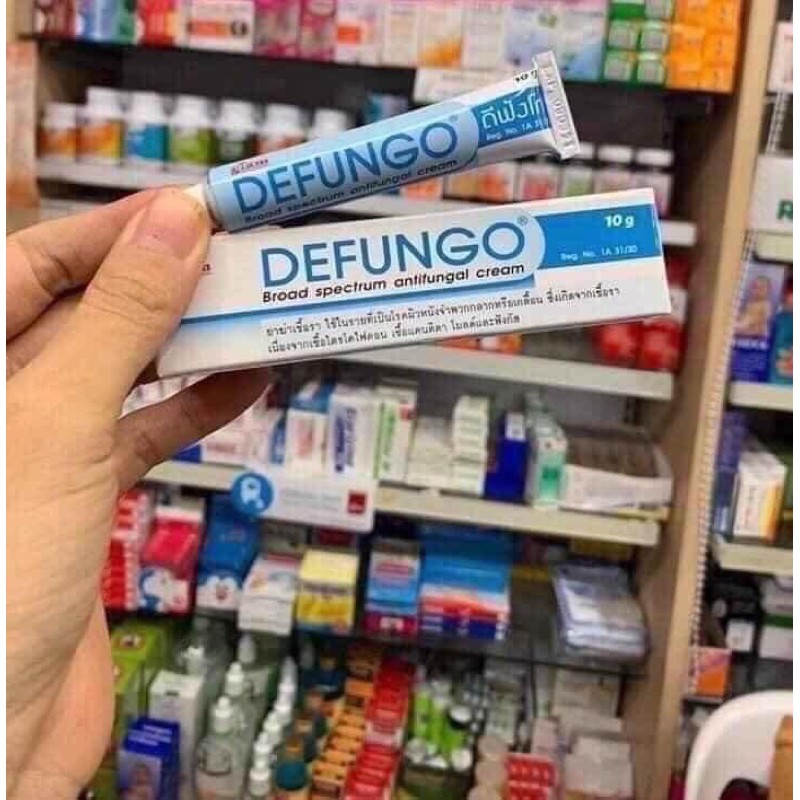 10 g
DEFUNGO®
Broad spectrum antifungal cream
Reg. No. 1A 31
10 g
DEFUNGO®
Broad spectrum antifungal cream
Reg. No. 1A 31/30
ยาฆ่าเชื้อรา ใช้ในรายที่เป็นโรคผิวหนังจำพวกกลากหรือเกลื้อน ซึ่งเกิดจากเชื้อรา
เนื่องจากเชื้อไตรโคไฟตอน เชื้อแคนดิดา โมลด์และฟังกัส